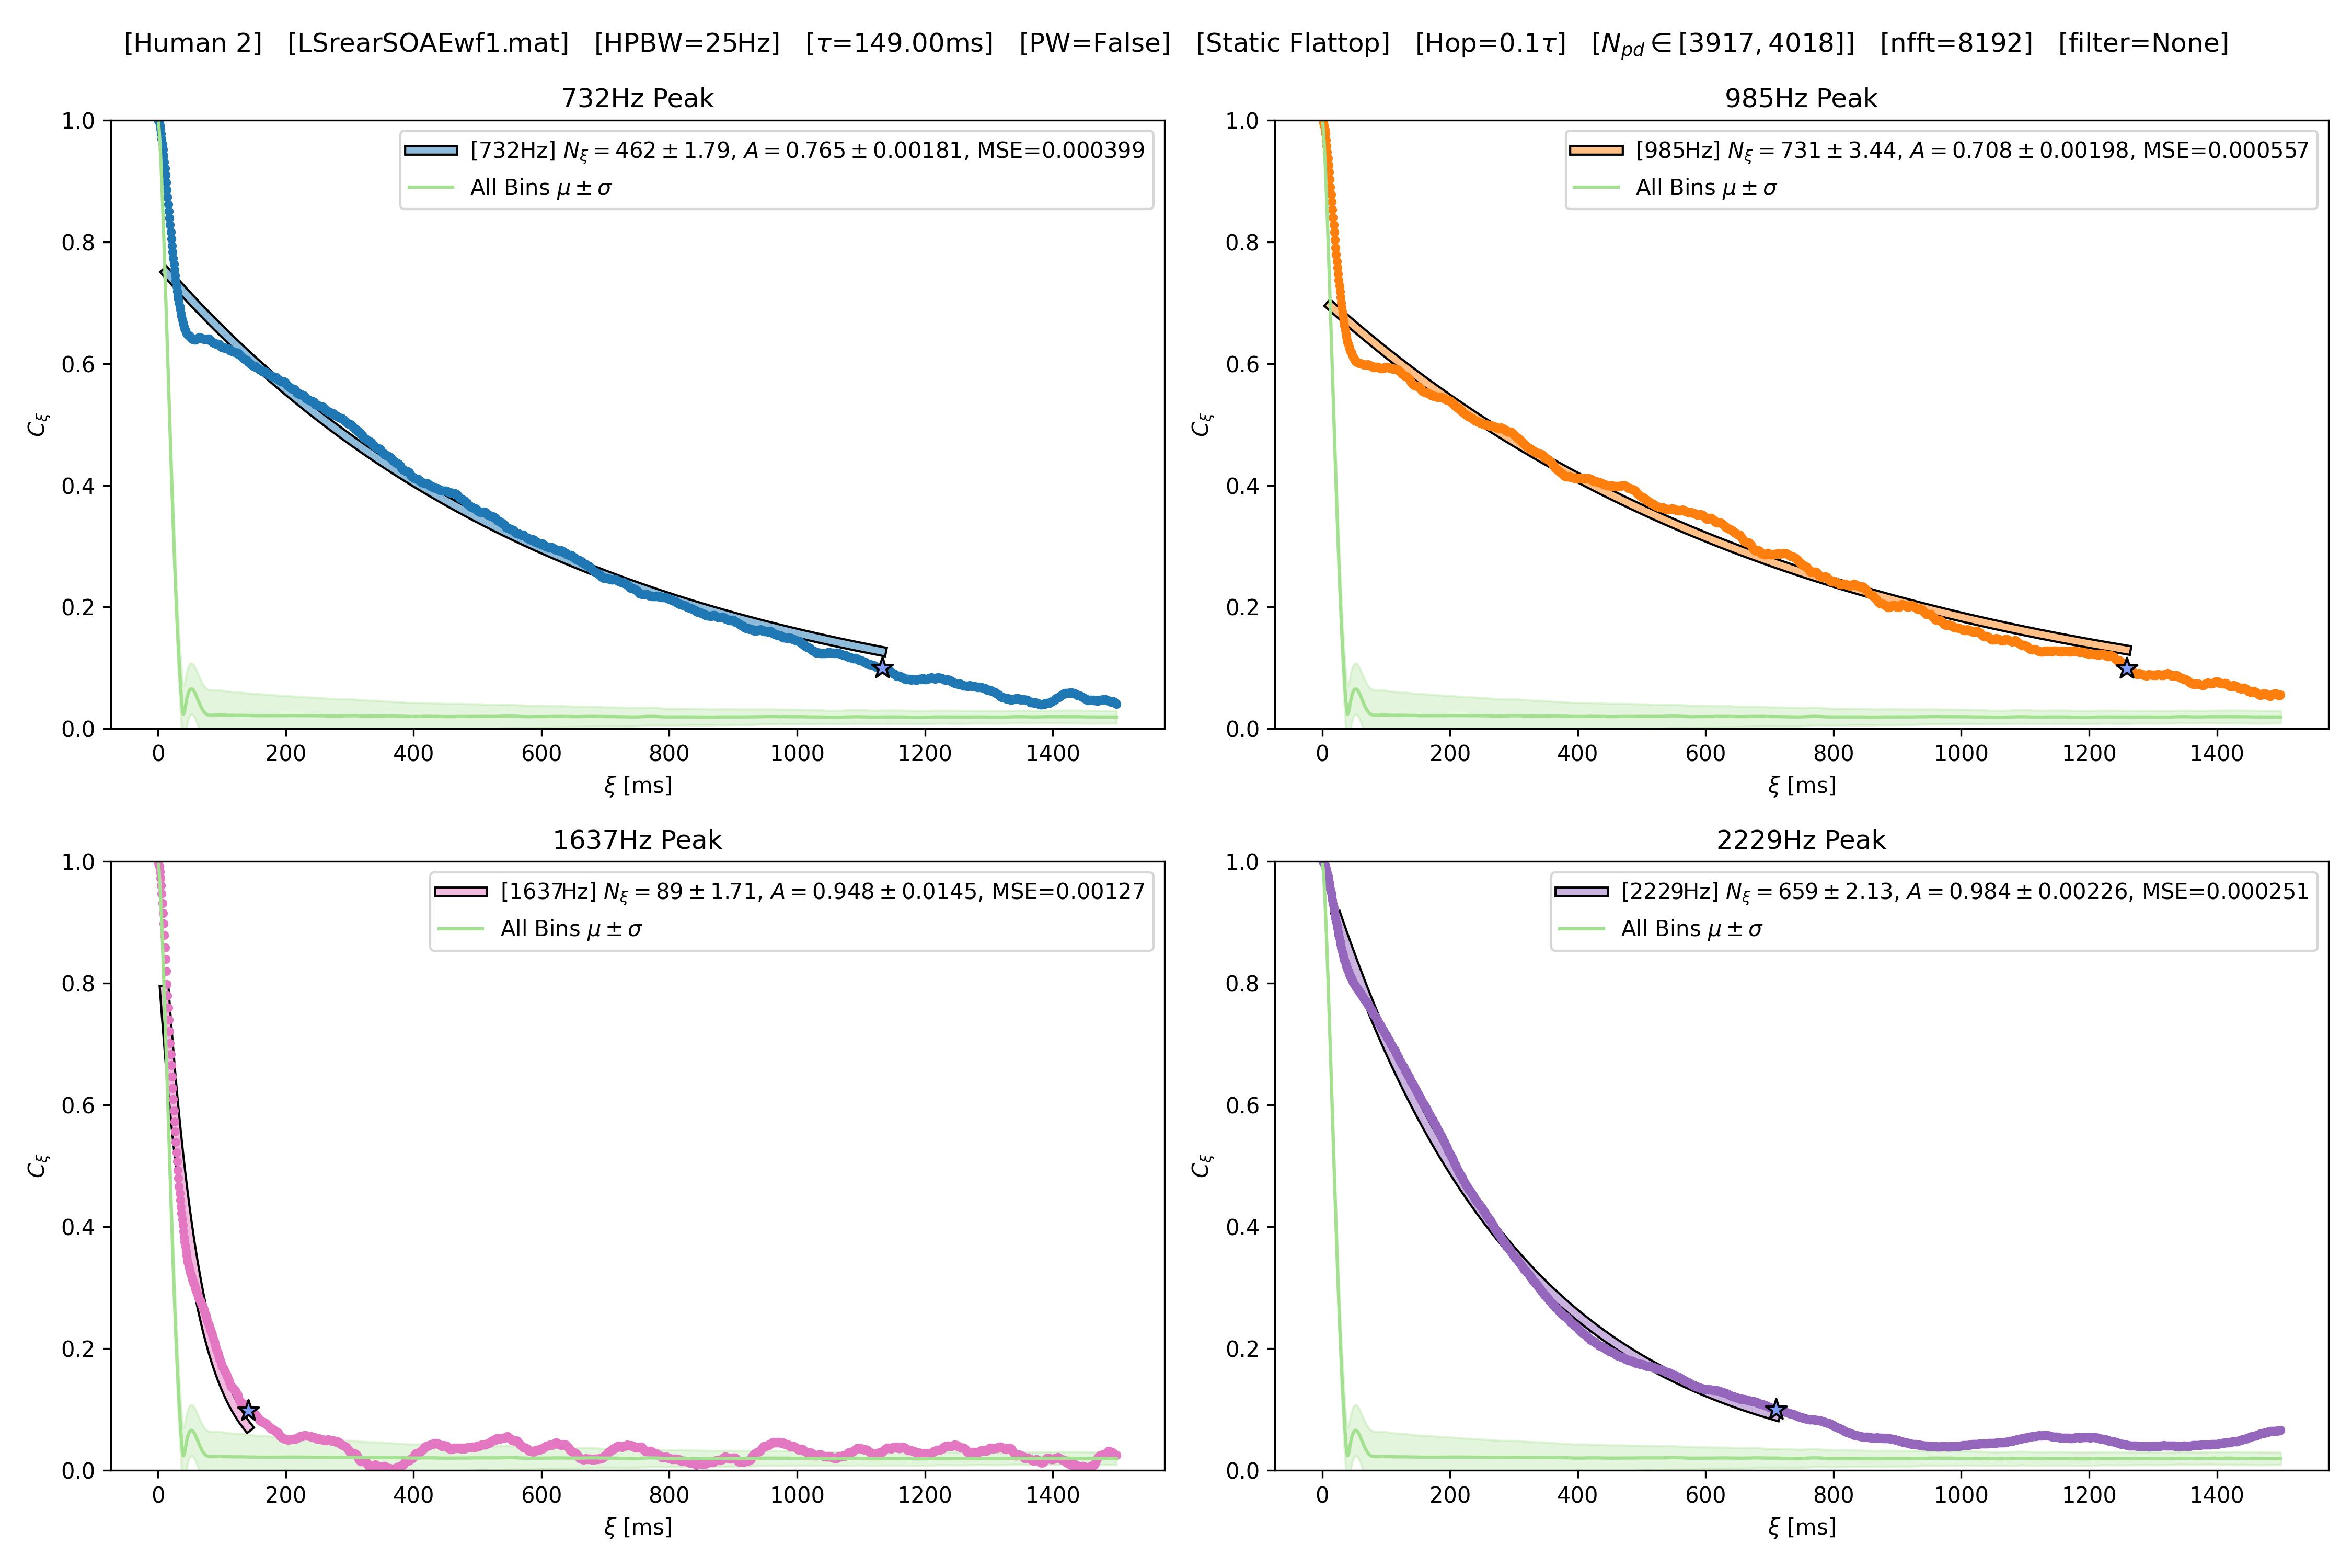 [Human 2] [LSrearSOAEwf1.mat] [HPBW=25Hz] [τ=149.00ms] [PW=False] [Static Flattop] [Hop=0.1τ] [N_pd ∈ [3917, 4018]] [nfft=8192] [filter=None]
732Hz Peak
[732Hz] N_ξ = 462 ± 1.79, A = 0.765 ± 0.00181, MSE=0.000399
All Bins μ ± σ
1.0
0.8
0.6
0.4
0.2
0.0
C_ξ
0 200 400 600 800 1000 1200 1400
ξ [ms]
985Hz Peak
[985Hz] N_ξ = 731 ± 3.44, A = 0.708 ± 0.00198, MSE=0.000557
All Bins μ ± σ
1.0
0.8
0.6
0.4
0.2
0.0
C_ξ
0 200 400 600 800 1000 1200 1400
ξ [ms]
1637Hz Peak
[1637Hz] N_ξ = 89 ± 1.71, A = 0.948 ± 0.0145, MSE=0.00127
All Bins μ ± σ
1.0
0.8
0.6
0.4
0.2
0.0
C_ξ
0 200 400 600 800 1000 1200 1400
ξ [ms]
2229Hz Peak
[2229Hz] N_ξ = 659 ± 2.13, A = 0.984 ± 0.00226, MSE=0.000251
All Bins μ ± σ
1.0
0.8
0.6
0.4
0.2
0.0
C_ξ
0 200 400 600 800 1000 1200 1400
ξ [ms]